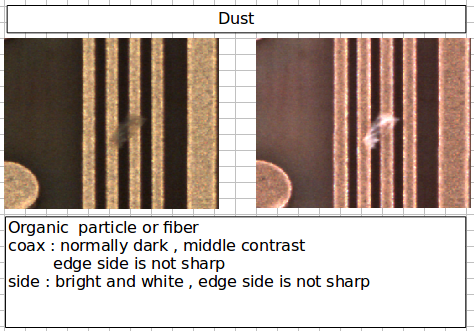 Dust
Organic particle or fiber
coax : normally dark , middle contrast
edge side is not sharp
side : bright and white , edge side is not sharp